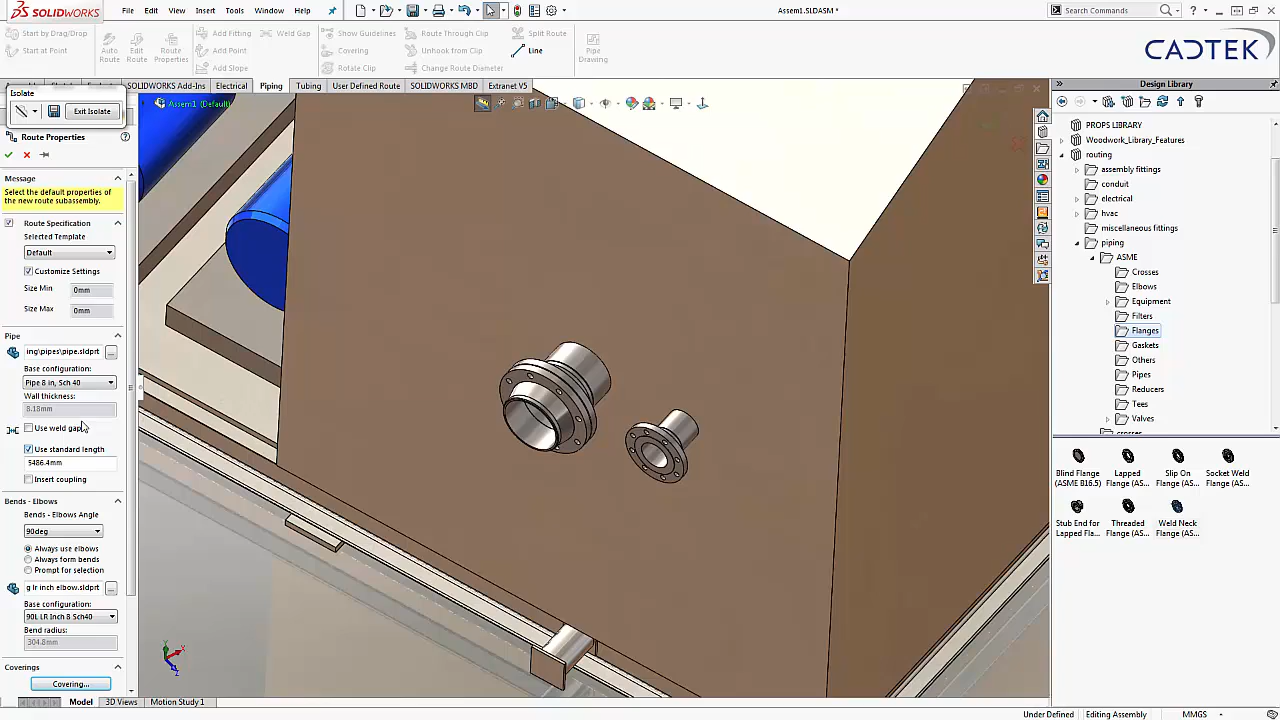 SOLIDWORKS
File Edit View Insert Tools Window Help
Assem1.SLDASM *
Search Commands
Start by Drag/Drop
Start at Point
Auto Route
Edit Route
Route Properties
Add Fitting
Add Point
Add Slope
Weld Gap
Show Guidelines
Covering
Rotate Clip
Route Through Clip
Unhook from Clip
Change Route Diameter
Split Route
Line
Pipe Drawing
CADTEK
SOLIDWORKS Add-Ins Electrical Piping Tubing User Defined Route SOLIDWORKS MBD Extranet V5
Isolate
Exit Isolate
Assem1 (Default)
Route Properties
Message
Select the default properties of
the new route subassembly.
Route Specification
Selected Template
Default
Customize Settings
Size Min 0mm
Size Max 0mm
Pipe
ing\pipes\pipe.sldprt ...
Base configuration:
Pipe 8 in, Sch 40
Wall thickness:
8.18mm
Use weld gap
Use standard length
5486.4mm
Insert coupling
Bends - Elbows
Bends - Elbows Angle
90deg
Always use elbows
Always form bends
Prompt for selection
g lr inch elbow.sldprt ...
Base configuration:
90L LR Inch 8 Sch40
Bend radius:
304.8mm
Coverings
Covering...
Model 3D Views Motion Study 1
Design Library
PROPS LIBRARY
Woodwork_Library_Features
routing
assembly fittings
conduit
electrical
hvac
miscellaneous fittings
piping
ASME
Crosses
Elbows
Equipment
Filters
Flanges
Gaskets
Others
Pipes
Reducers
Tees
Valves
Blind Flange (ASME B16.5)
Lapped Flange (AS...
Slip On Flange (AS...
Socket Weld Flange (AS...
Stub End for Lapped Fla...
Threaded Flange (AS...
Weld Neck Flange (AS...
Under Defined Editing Assembly MMGS